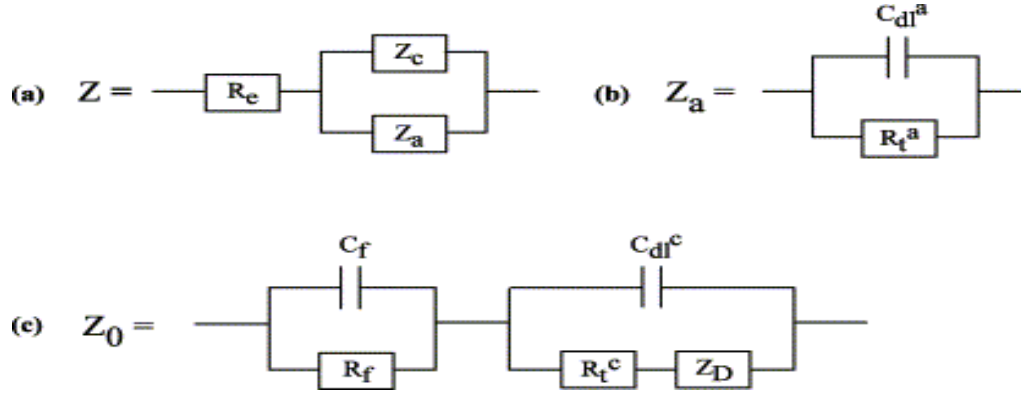 (a) Z = R_e Z_c Z_a
(b) Z_a = C_dl^a R_t^a
(c) Z_0 = C_f R_f C_dl^c R_t^c Z_D